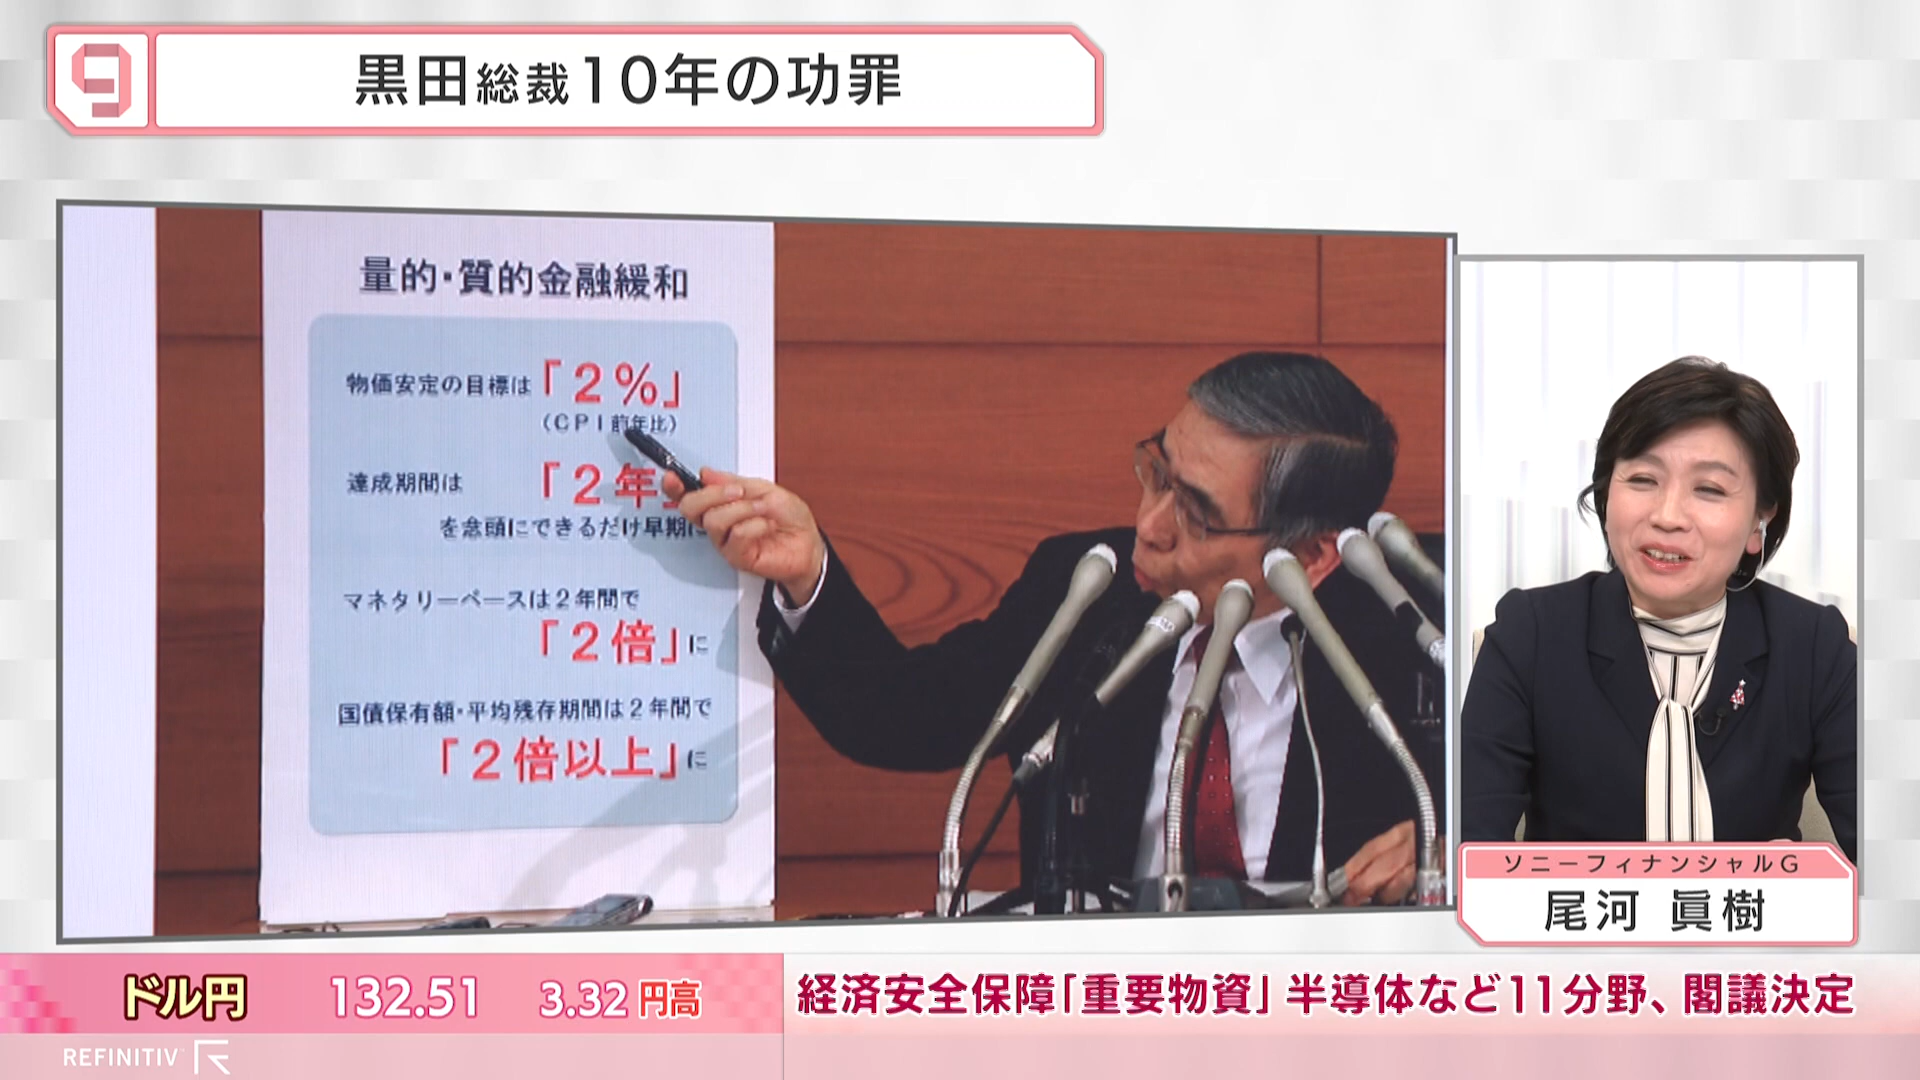 9
黒田総裁10年の功罪
量的・質的金融緩和
物価安定の目標は「2%」
(CPI前年比)
達成期間は「2年
を念頭にできるだけ早期に
マネタリーベースは2年間で
「2倍」に
国債保有額・平均残存期間は2年間で
「2倍以上」に
ソニーフィナンシャルG
尾河 眞樹
ドル円 132.51 3.32円高
経済安全保障「重要物資」半導体など11分野、閣議決定
REFINITIV